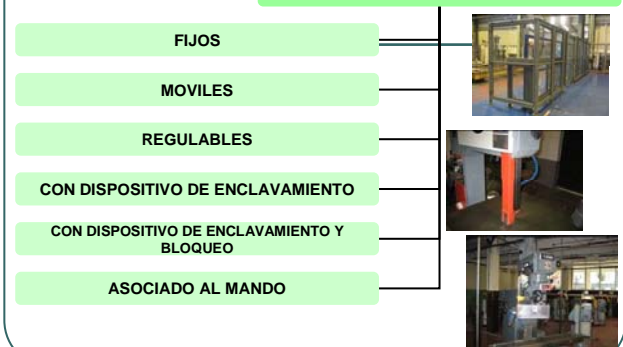 FIJOS
MOVILES
REGULABLES
CON DISPOSITIVO DE ENCLAVAMIENTO
CON DISPOSITIVO DE ENCLAVAMIENTO Y
BLOQUEO
ASOCIADO AL MANDO